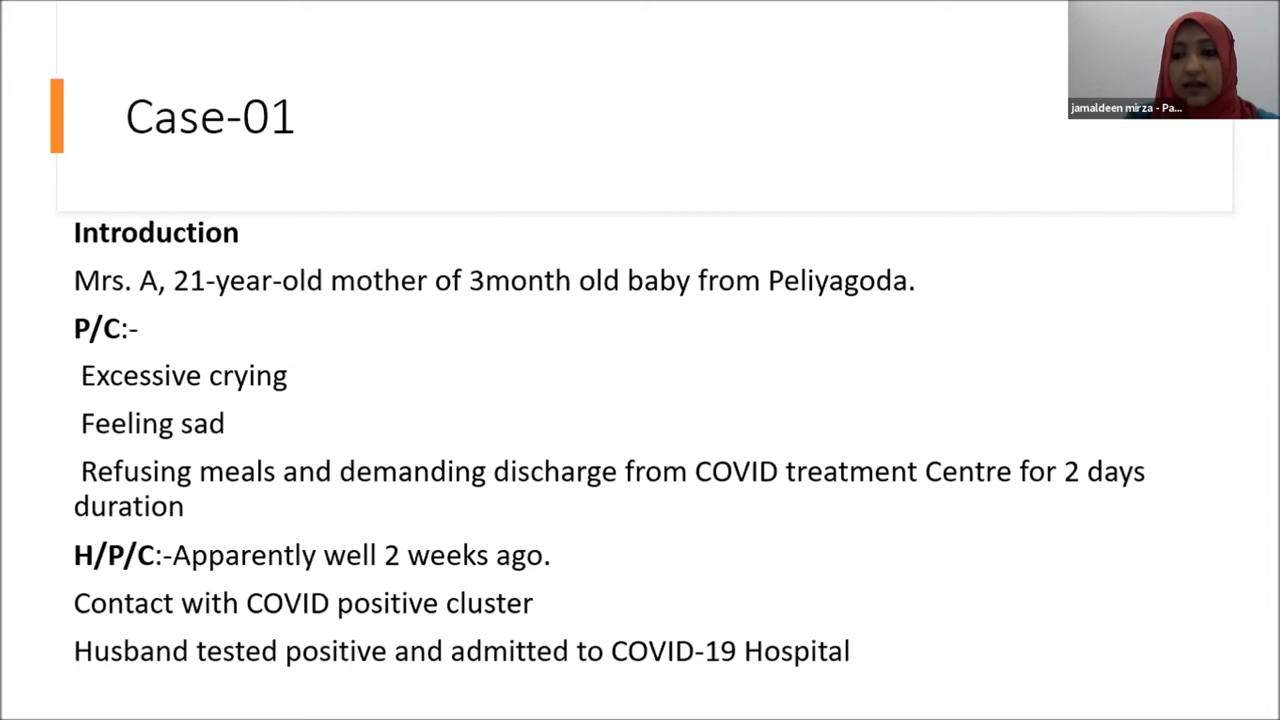 Case-01
jamaldeen mirza - Pa...
Introduction
Mrs. A, 21-year-old mother of 3month old baby from Peliyagoda.
P/C:-
Excessive crying
Feeling sad
Refusing meals and demanding discharge from COVID treatment Centre for 2 days
duration
H/P/C:-Apparently well 2 weeks ago.
Contact with COVID positive cluster
Husband tested positive and admitted to COVID-19 Hospital